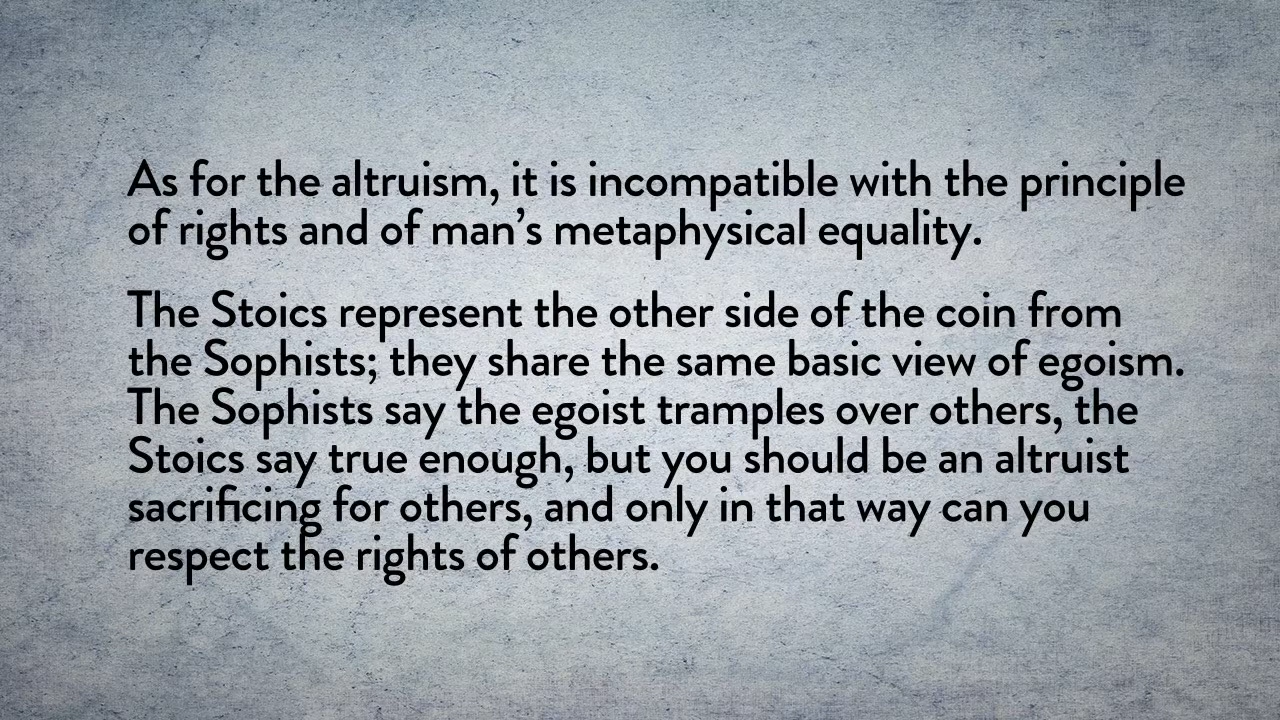 As for the altruism, it is incompatible with the principle
of rights and of man’s metaphysical equality.
The Stoics represent the other side of the coin from
the Sophists; they share the same basic view of egoism.
The Sophists say the egoist tramples over others, the
Stoics say true enough, but you should be an altruist
sacrificing for others, and only in that way can you
respect the rights of others.